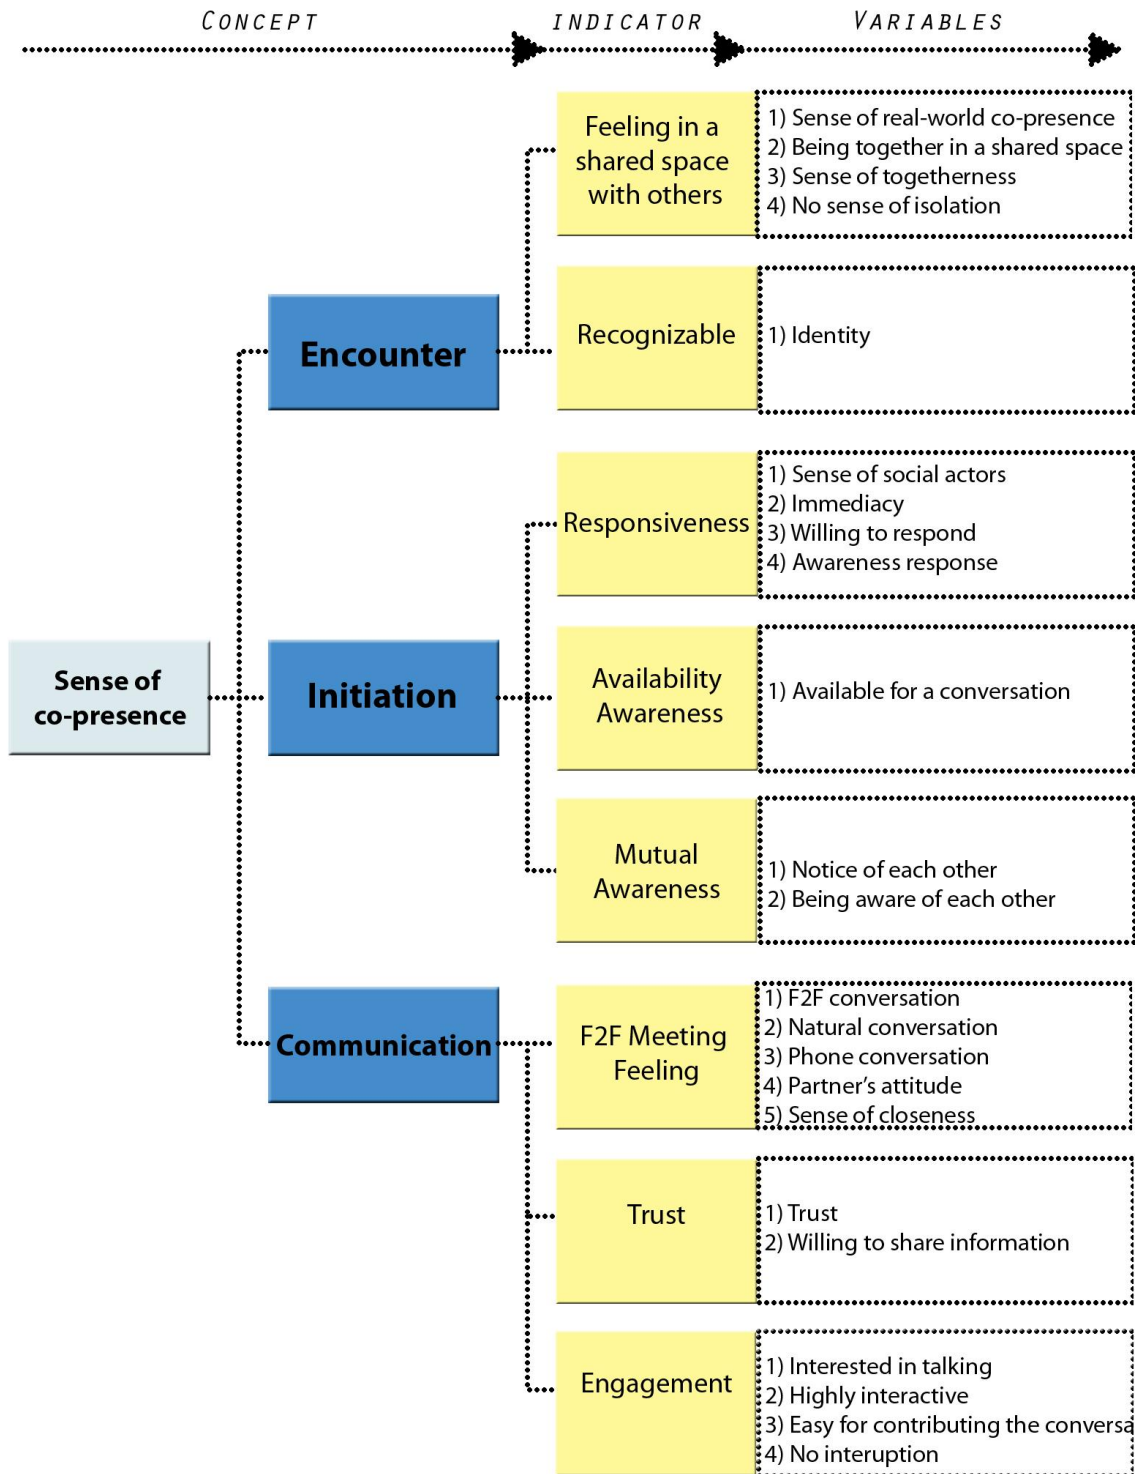 CONCEPT
INDICATOR
VARIABLES
Sense of
co-presence
Encounter
Feeling in a
shared space
with others
1) Sense of real-world co-presence
2) Being together in a shared space
3) Sense of togetherness
4) No sense of isolation
Recognizable
1) Identity
Initiation
Responsiveness
1) Sense of social actors
2) Immediacy
3) Willing to respond
4) Awareness response
Availability
Awareness
1) Available for a conversation
Mutual
Awareness
1) Notice of each other
2) Being aware of each other
Communication
F2F Meeting
Feeling
1) F2F conversation
2) Natural conversation
3) Phone conversation
4) Partner's attitude
5) Sense of closeness
Trust
1) Trust
2) Willing to share information
Engagement
1) Interested in talking
2) Highly interactive
3) Easy for contributing the conversa
4) No interuption